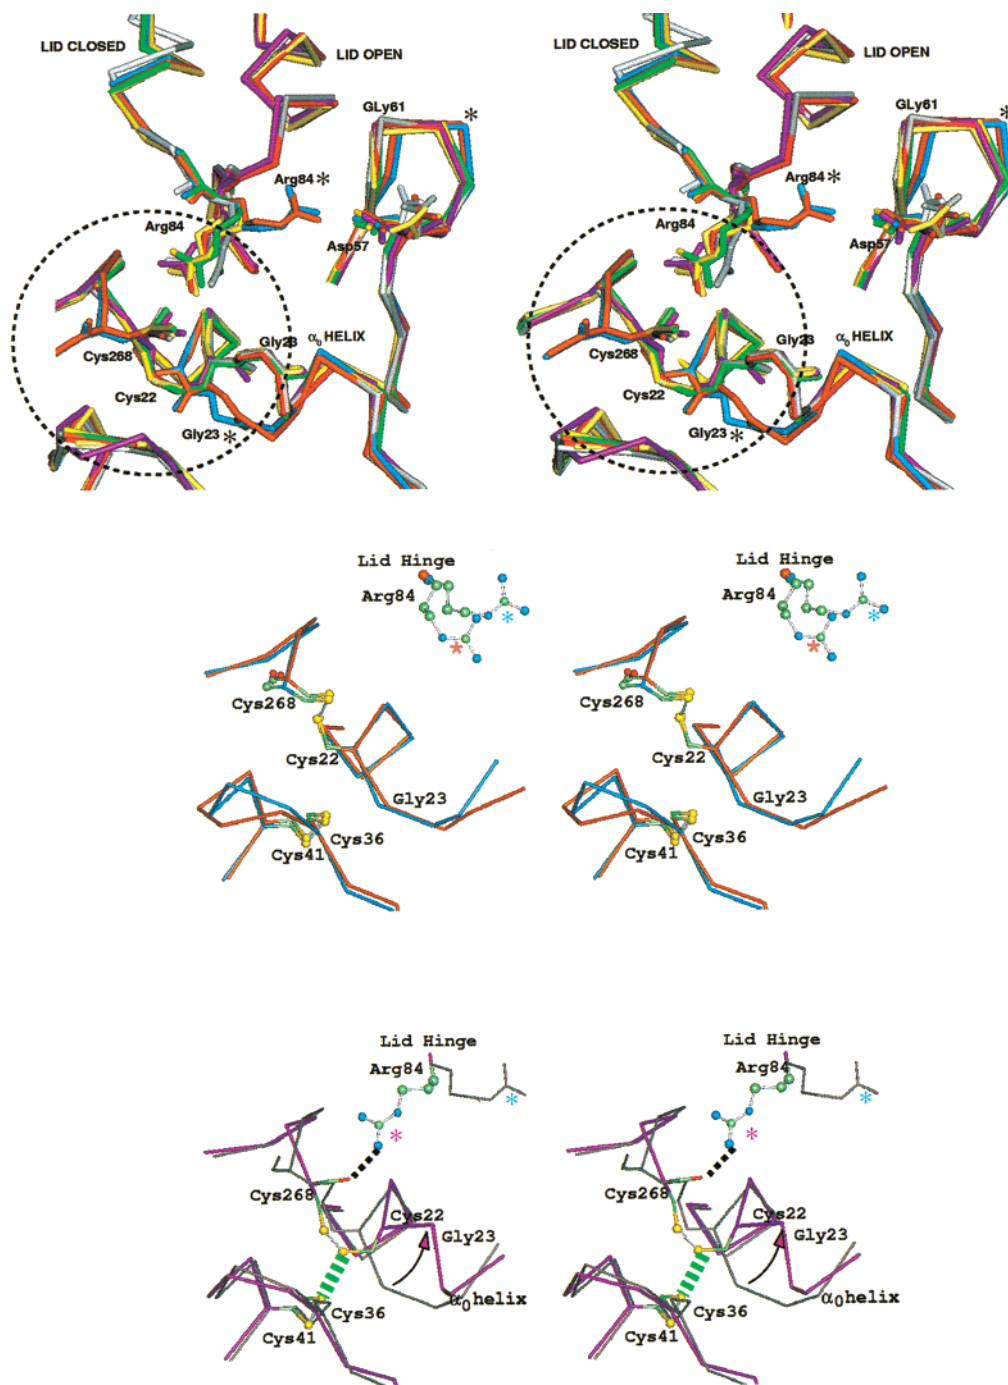 LID CLOSED
LID OPEN
GLy61
*
Arg84 *
Arg84
Asp57
Cys268
Gly23
α0 HELIX
Cys22
Gly23 *
LID CLOSED
LID OPEN
GLy61
*
Arg84 *
Arg84
Asp57
Cys268
Gly23
α0 HELIX
Cys22
Gly23 *
Lid Hinge
Arg84
*
*
Cys268
Cys22
Gly23
Cys36
Cys41
Lid Hinge
Arg84
*
*
Cys268
Cys22
Gly23
Cys36
Cys41
Lid Hinge
Arg84
*
*
Cys268
Cys22
Gly23
α0helix
Cys36
Cys41
Lid Hinge
Arg84
*
*
Cys268
Cys22
Gly23
α0helix
Cys36
Cys41